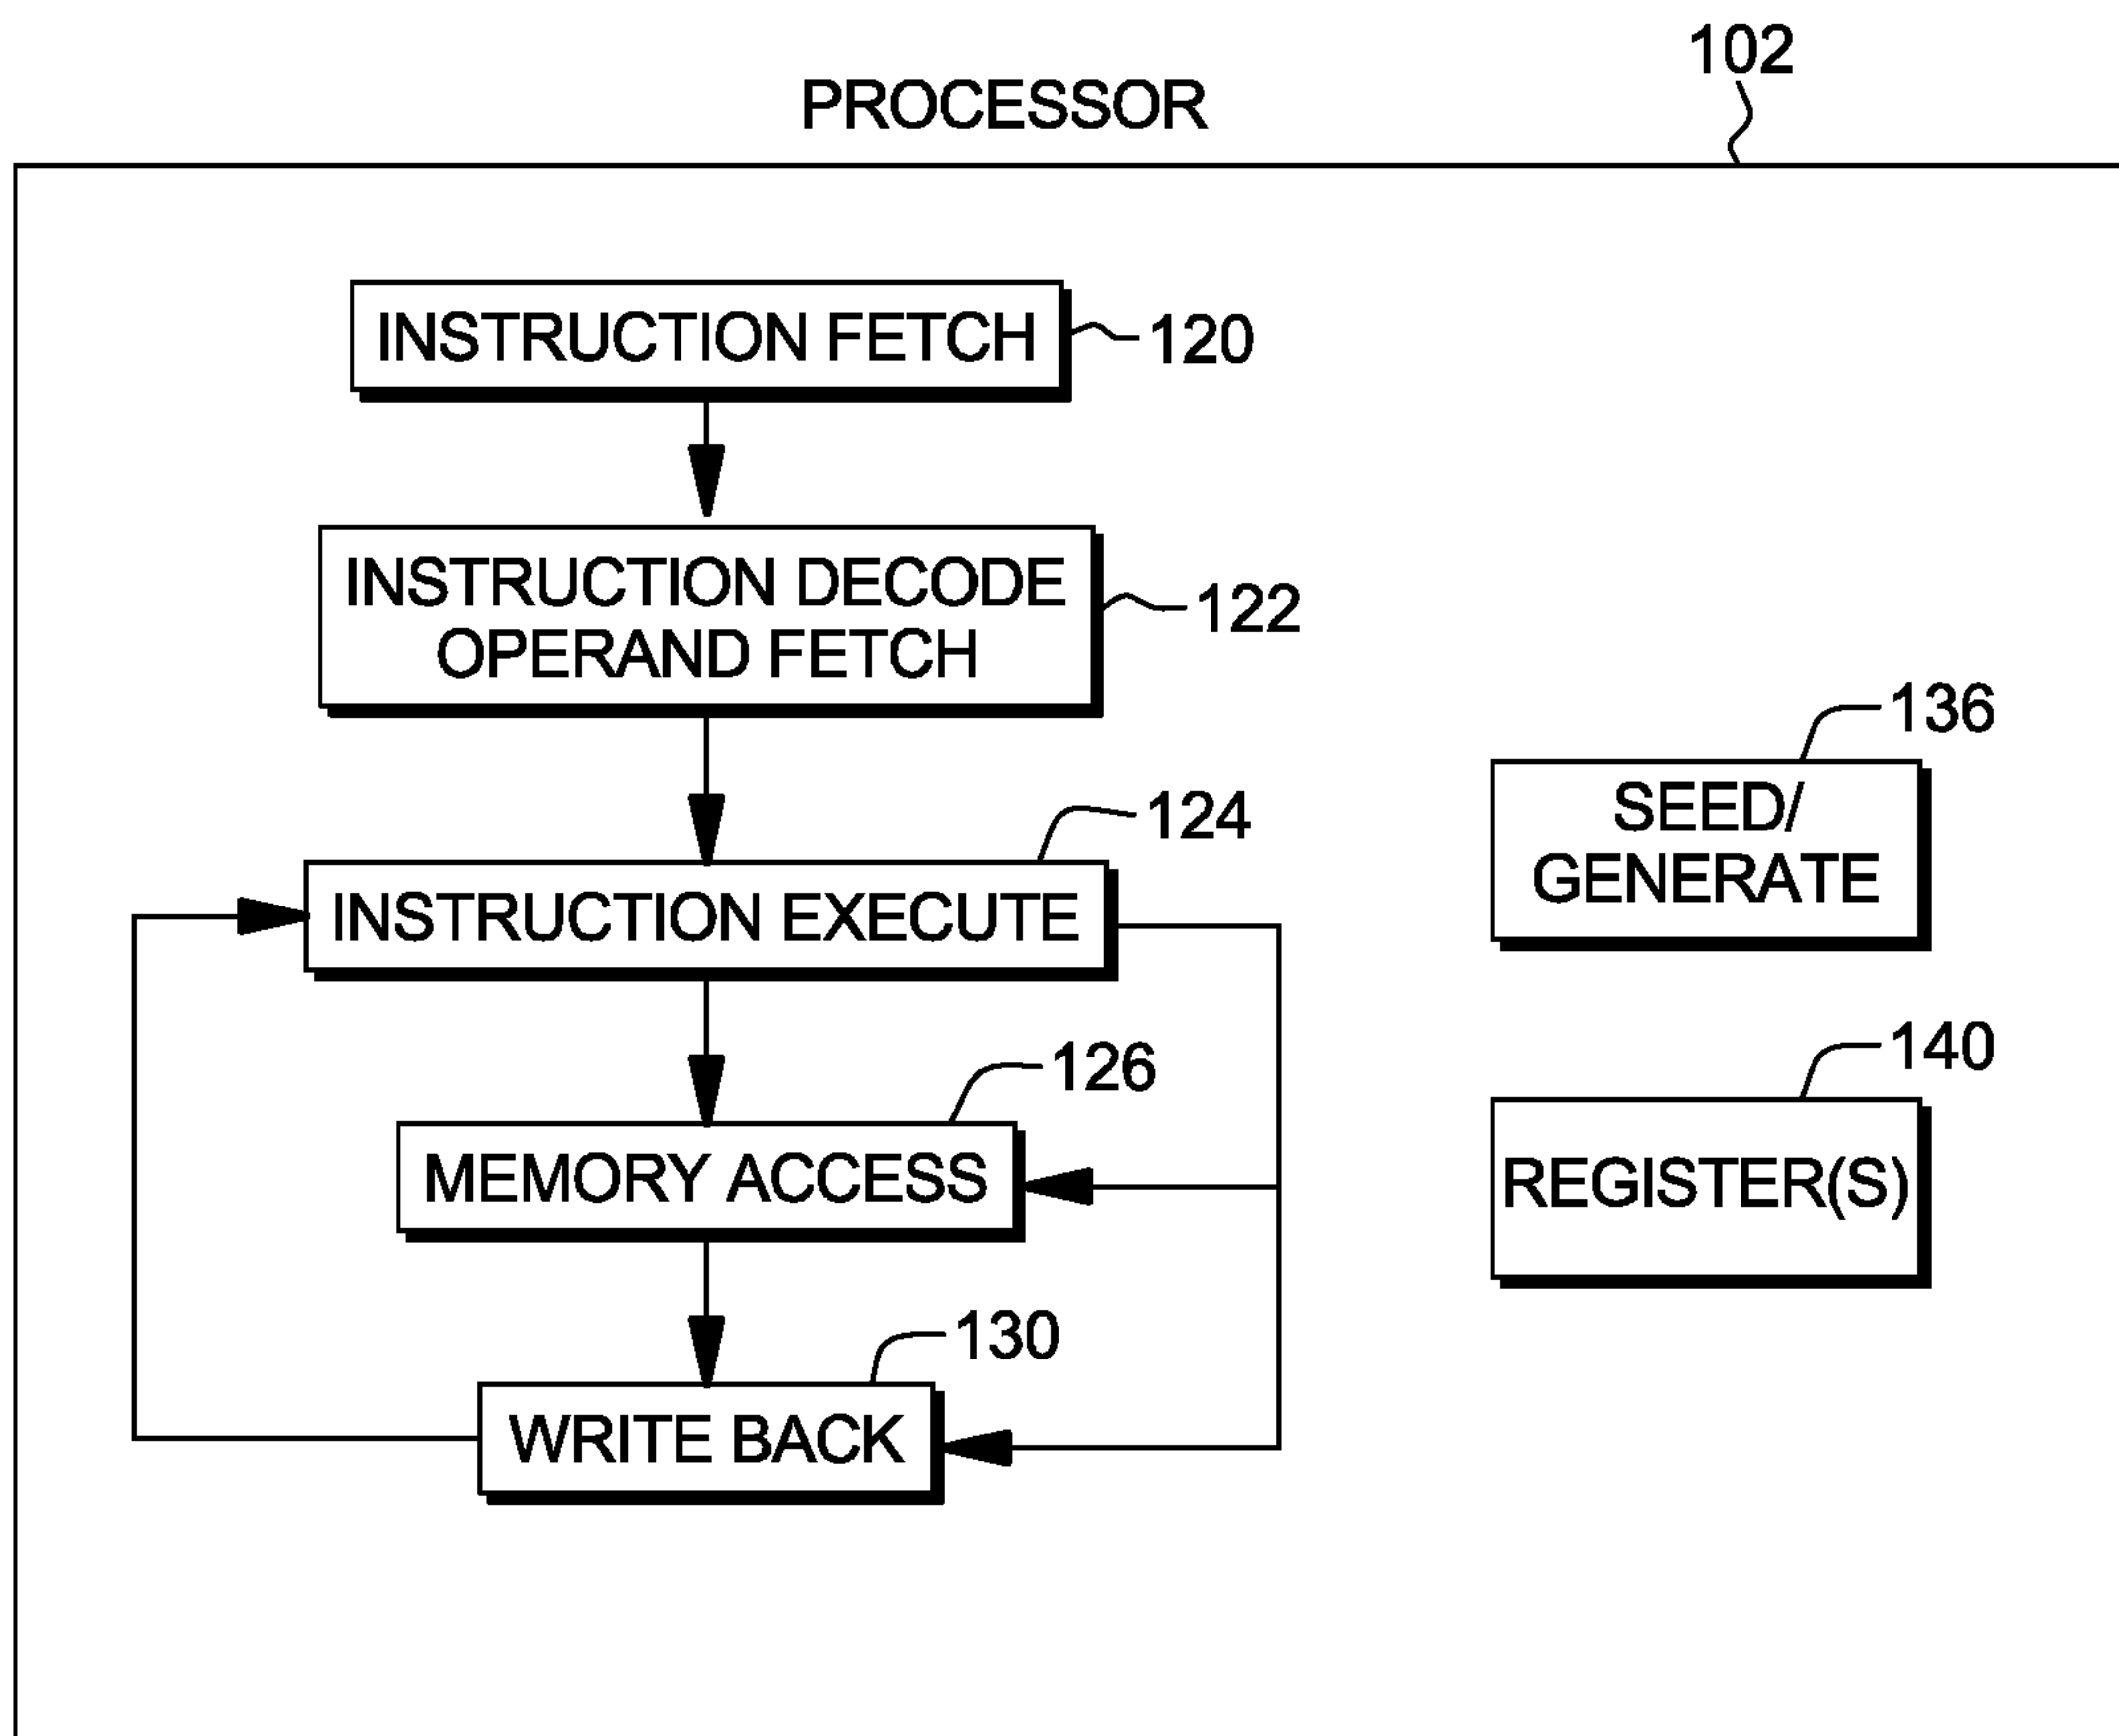 102
PROCESSOR
INSTRUCTION FETCH
120
INSTRUCTION DECODE
OPERAND FETCH
122
124
INSTRUCTION EXECUTE
126
MEMORY ACCESS
130
WRITE BACK
136
SEED/
GENERATE
140
REGISTER(S)